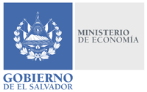 MINISTERIO
DE ECONOMÍA
GOBIERNO
DE EL SALVADOR